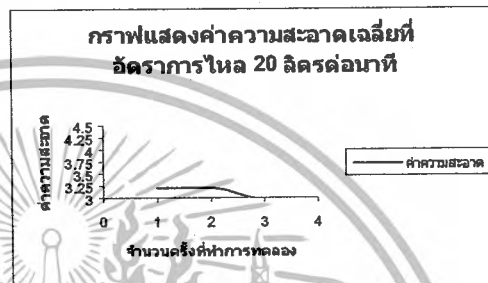 กราฟแสดงค่าความสะอาดเฉลี่ยที่
อัตราการไหล 20 ลิตรต่อนาที
ค่าความสะอาด
4.5
4.25
4
3.75
3.5
3.25
3
0 1 2 3 4
จำนวนครั้งที่ทำการทดลอง
ค่าความสะอาด